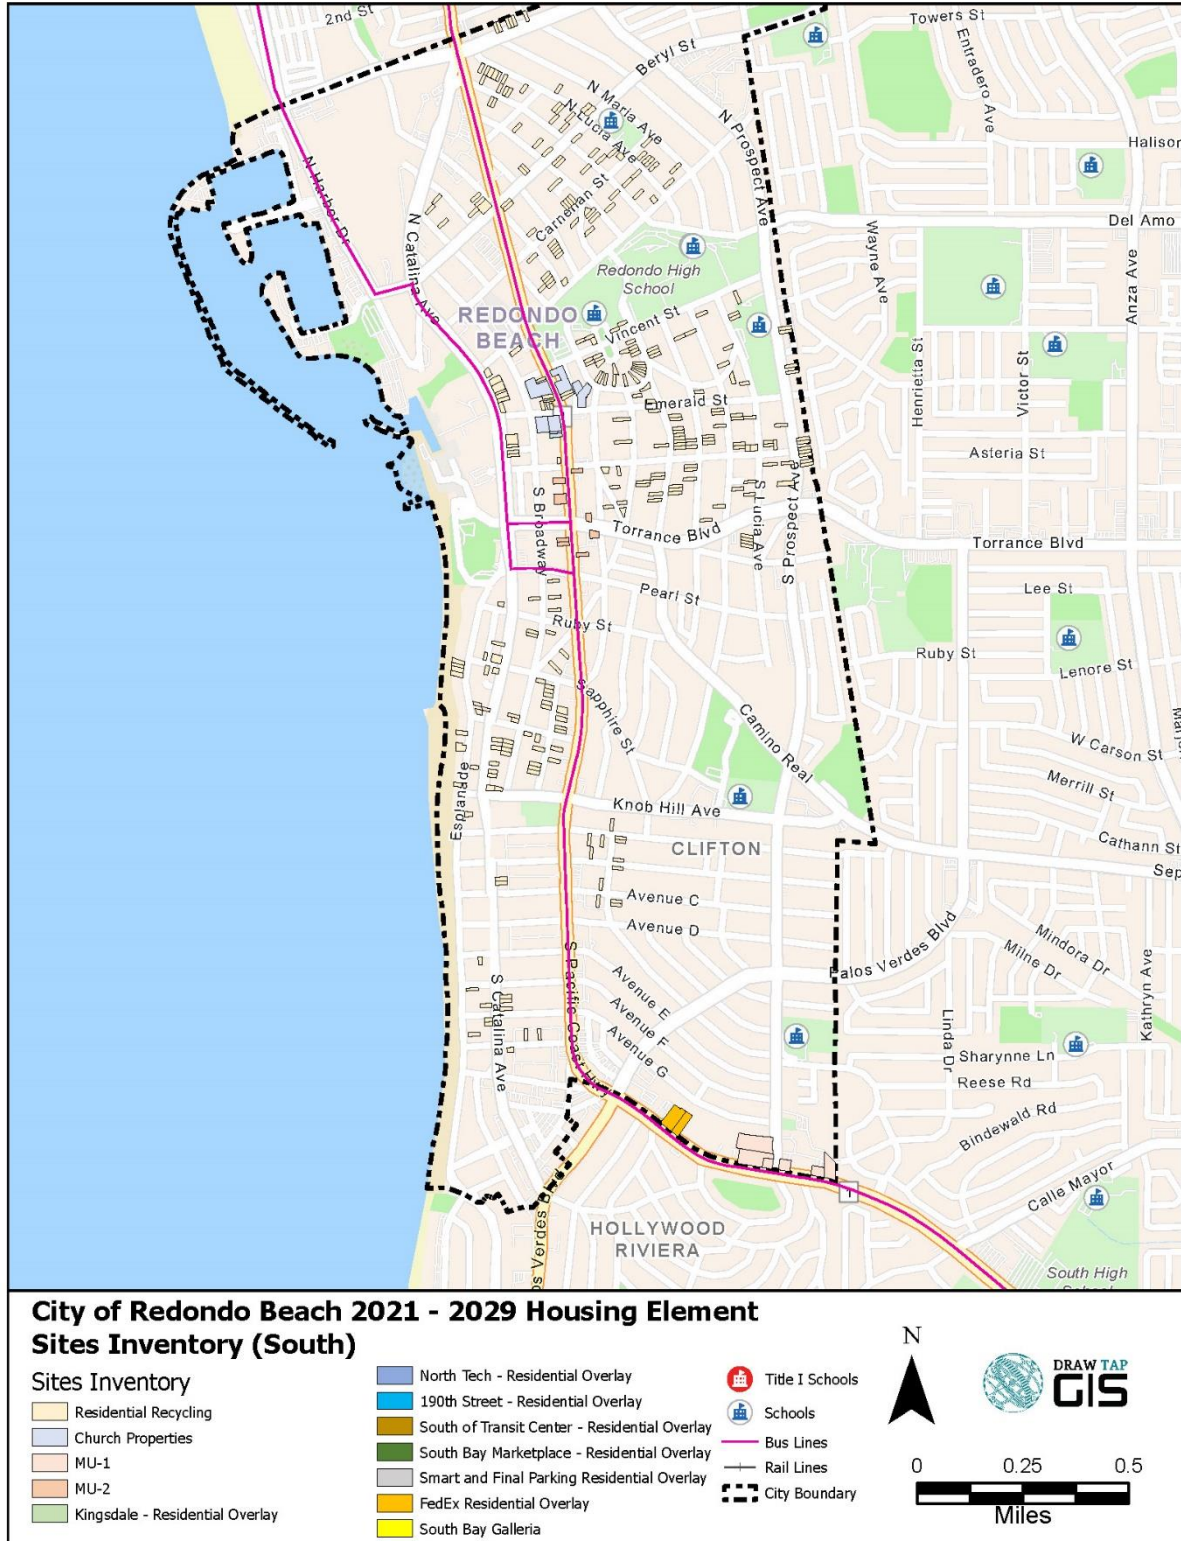 2nd St
Towers St
Beryl St
Entradero Ave
N Maria Ave
N Lucia Ave
N Prospect Ave
Halison
N Harbor Dr
Carnelian St
Del Amo
N Catalina Ave
Wayne Ave
Anza Ave
Redondo High
School
REDONDO
BEACH
Vincent St
Henrietta St
Victor St
Emerald St
Asteria St
S Broadway
S Lucia Ave
S Prospect Ave
Torrance Blvd
Torrance Blvd
Pearl St
Lee St
Ruby St
Ruby St
Lenore St
Sapphire St
Camino Real
W Carson St
Merrill St
Esplanade
Knob Hill Ave
CLIFTON
Cathann St
Sep
Avenue C
Avenue D
Palos Verdes Blvd
Mindora Dr
Milne Dr
Kathryn Ave
S Pacific Coast Hwy
S Catalina Ave
Avenue E
Avenue F
Avenue G
Linda Dr
Sharynne Ln
Reese Rd
Bindewald Rd
Calle Mayor
os Verdes Blvd
HOLLYWOOD
RIVIERA
South High
School
City of Redondo Beach 2021 - 2029 Housing Element
Sites Inventory (South)
Sites Inventory
Residential Recycling
Church Properties
MU-1
MU-2
Kingsdale - Residential Overlay
North Tech - Residential Overlay
190th Street - Residential Overlay
South of Transit Center - Residential Overlay
South Bay Marketplace - Residential Overlay
Smart and Final Parking Residential Overlay
FedEx Residential Overlay
South Bay Galleria
Title I Schools
Schools
Bus Lines
Rail Lines
City Boundary
N
DRAW TAP
GIS
0 0.25 0.5
Miles